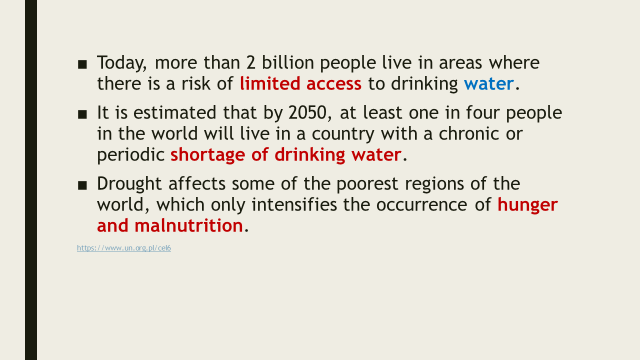 ■ Today, more than 2 billion people live in areas where
there is a risk of limited access to drinking water.
■ It is estimated that by 2050, at least one in four people
in the world will live in a country with a chronic or
periodic shortage of drinking water.
■ Drought affects some of the poorest regions of the
world, which only intensifies the occurrence of hunger
and malnutrition.
https://www.un.org.pl/cel6